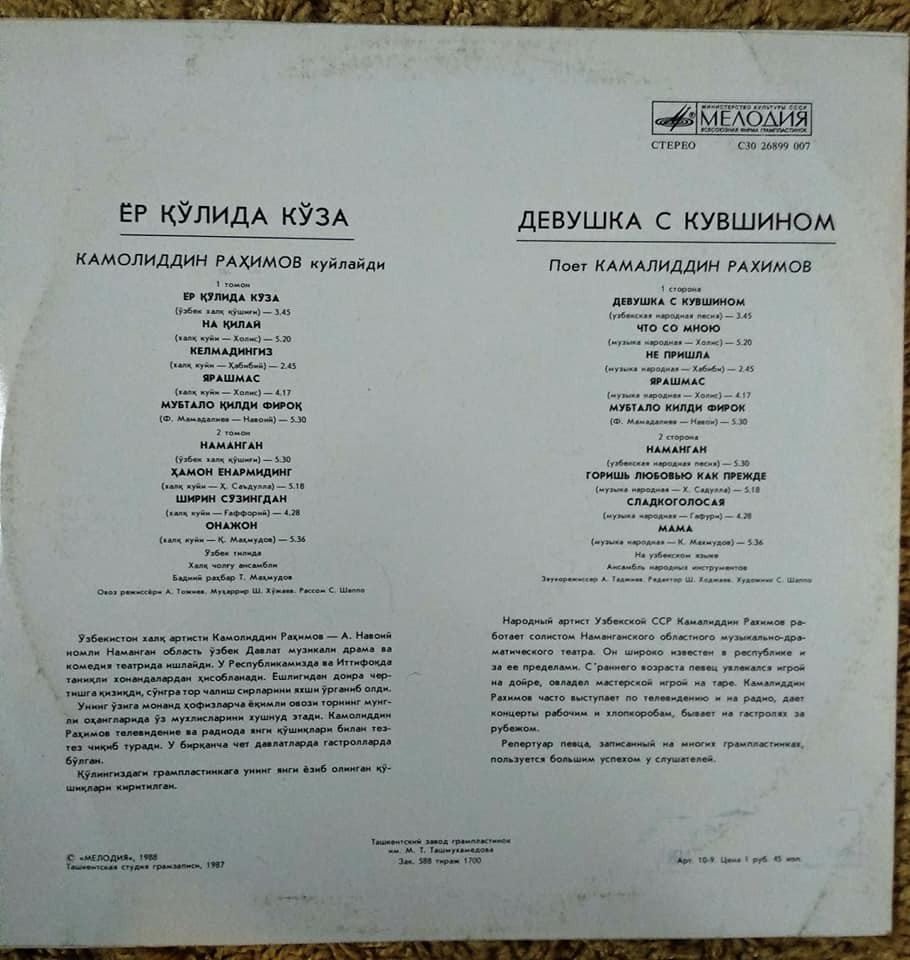 МИНИСТЕРСТВО КУЛЬТУРЫ СССР
МЕЛОДИЯ
ВСЕСОЮЗНАЯ ФИРМА ГРАМПЛАСТИНОК
СТЕРЕО С30 26899 007
ЁР ҚЎЛИДА КЎЗА
КАМОЛИДДИН РАҲИМОВ куйлайди
1 томон
ЁР ҚЎЛИДА КЎЗА
(ўзбек халқ қўшиғи) — 3.45
НА ҚИЛАЙ
(халқ куйи — Холис) — 5.20
КЕЛМАДИНГИЗ
(халқ куйи — Ҳабибий) — 2.45
ЯРАШМАС
(халқ куйи — Холис) — 4.17
МУБТАЛО ҚИЛДИ ФИРОҚ
(Ф. Мамадалиев — Навоий) — 5.30
2 томон
НАМАНГАН
(ўзбек халқ қўшиғи) — 5.30
ҲАМОН ЁНАРМИДИНГ
(халқ куйи — Ҳ. Саъдулла) — 5.18
ШИРИН СЎЗИНГДАН
(халқ куйи — Ғаффорий) — 4.28
ОНАЖОН
(халқ куйи — Қ. Маҳмудов) — 5.36
Ўзбек тилида
Халқ чолғу ансамбли
Бадиий раҳбар Т. Маҳмудов
Овоз режиссёри А. Тожиев. Муҳаррир Ш. Хўжаев. Рассом С. Шаппо
Ўзбекистон халқ артисти Камолиддин Раҳимов — А. Навоий
номли Наманган область ўзбек Давлат музикали драма ва
комедия театрида ишлайди. У Республикамизда ва Иттифоқда
таниқли хонандалардан ҳисобланади. Ёшлигидан доира чер-
тишга қизиқди, сўнгра тор чалиш сирларини яхши ўрганиб олди.
Унинг ўзига монанд ҳофизларча ёқимли овози торнинг мунг-
ли оҳангларида ўз мухлисларини хушнуд этади. Камолиддин
Раҳимов телевидение ва радиода янги қўшиқлари билан тез-
тез чиқиб туради. У бирқанча чет давлатларда гастролларда
бўлган.
Қўлингиздаги грампластинкага унинг янги ёзиб олинган қў-
шиқлари киритилган.
ДЕВУШКА С КУВШИНОМ
Поет КАМАЛИДДИН РАХИМОВ
1 сторона
ДЕВУШКА С КУВШИНОМ
(узбекская народная песня) — 3.45
ЧТО СО МНОЮ
(музыка народная — Холис) — 5.20
НЕ ПРИШЛА
(музыка народная — Хабиби) — 2.45
ЯРАШМАС
(музыка народная — Холис) — 4.17
МУБТАЛО КИЛДИ ФИРОК
(Ф. Мамадалиев — Навои) — 5.30
2 сторона
НАМАНГАН
(узбекская народная песня) — 5.30
ГОРИШЬ ЛЮБОВЬЮ КАК ПРЕЖДЕ
(музыка народная — Х. Садулла) — 5.18
СЛАДКОГОЛОСАЯ
(музыка народная — Гафури) — 4.28
МАМА
(музыка народная — К. Махмудов) — 5.36
На узбекском языке
Ансамбль народных инструментов
Звукорежиссер А. Таджиев. Редактор Ш. Ходжаев. Художник С. Шаппо
Народный артист Узбекской ССР Камалиддин Рахимов ра-
ботает солистом Наманганского областного музыкально-дра-
матического театра. Он широко известен в республике и
за ее пределами. С раннего возраста певец увлекался игрой
на дойре, овладел мастерской игрой на таре. Камалиддин
Рахимов часто выступает по телевидению и на радио, дает
концерты рабочим и хлопкоробам, бывает на гастролях за
рубежом.
Репертуар певца, записанный на многих грампластинках,
пользуется большим успехом у слушателей.
© «МЕЛОДИЯ», 1988
Ташкентская студия грамзаписи, 1987
Ташкентский завод грампластинок
им. М. Т. Ташмухамедова
Зак. 588 тираж 1700
Арт. 10-9. Цена 1 руб. 45 коп.